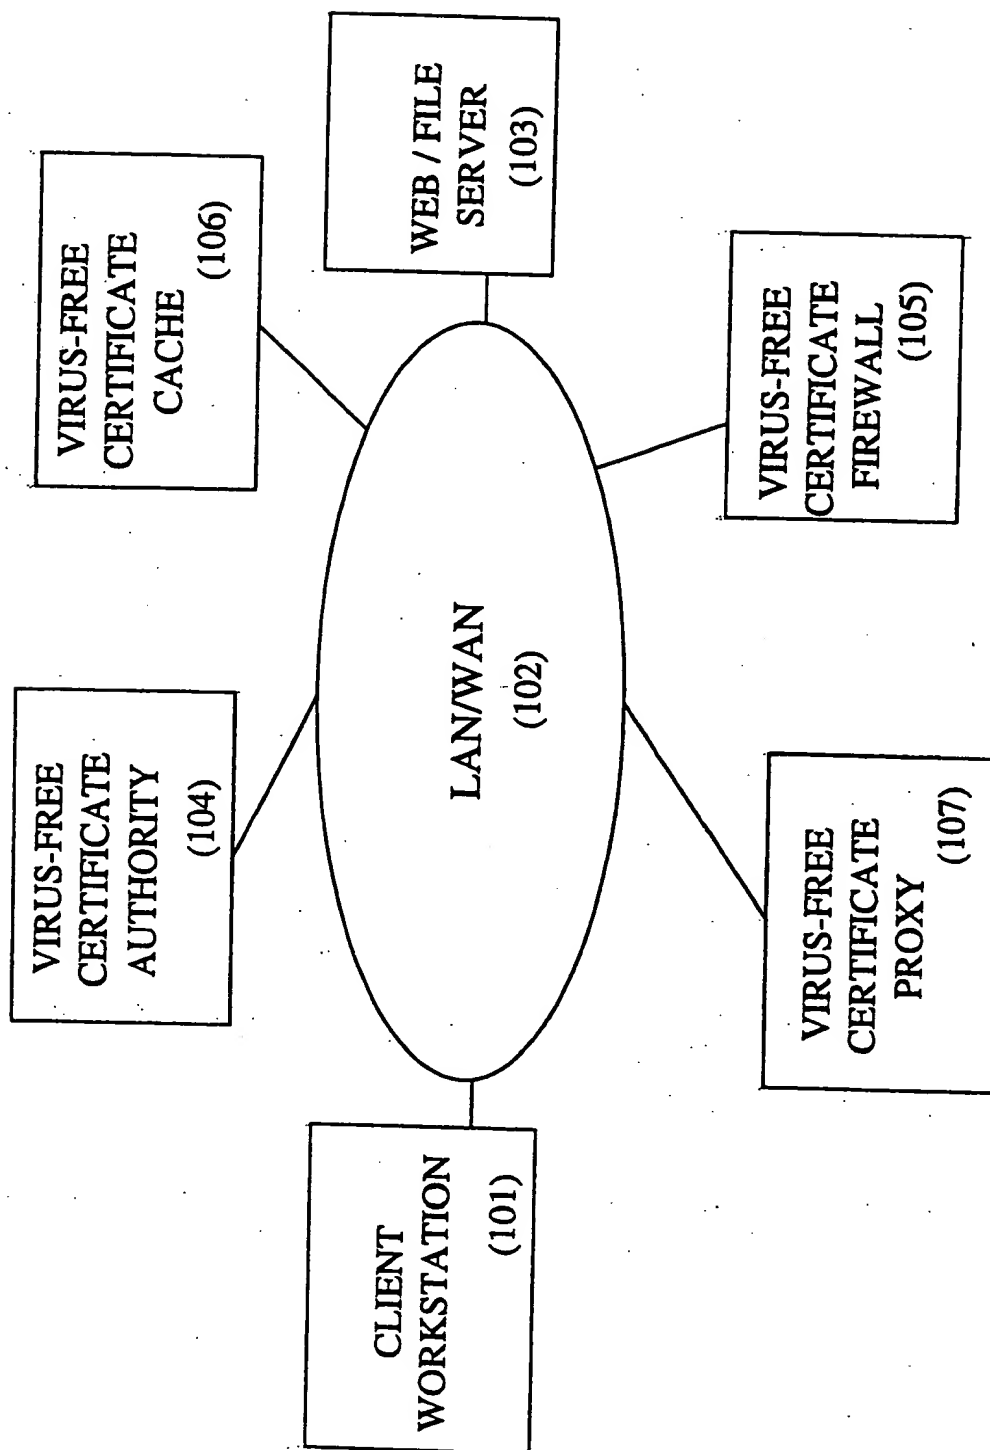 VIRUS-FREE
CERTIFICATE
AUTHORITY
(104)
VIRUS-FREE
CERTIFICATE
CACHE
(106)
CLIENT
WORKSTATION
(101)
LAN/WAN
(102)
WEB / FILE
SERVER
(103)
VIRUS-FREE
CERTIFICATE
PROXY
(107)
VIRUS-FREE
CERTIFICATE
FIREWALL
(105)